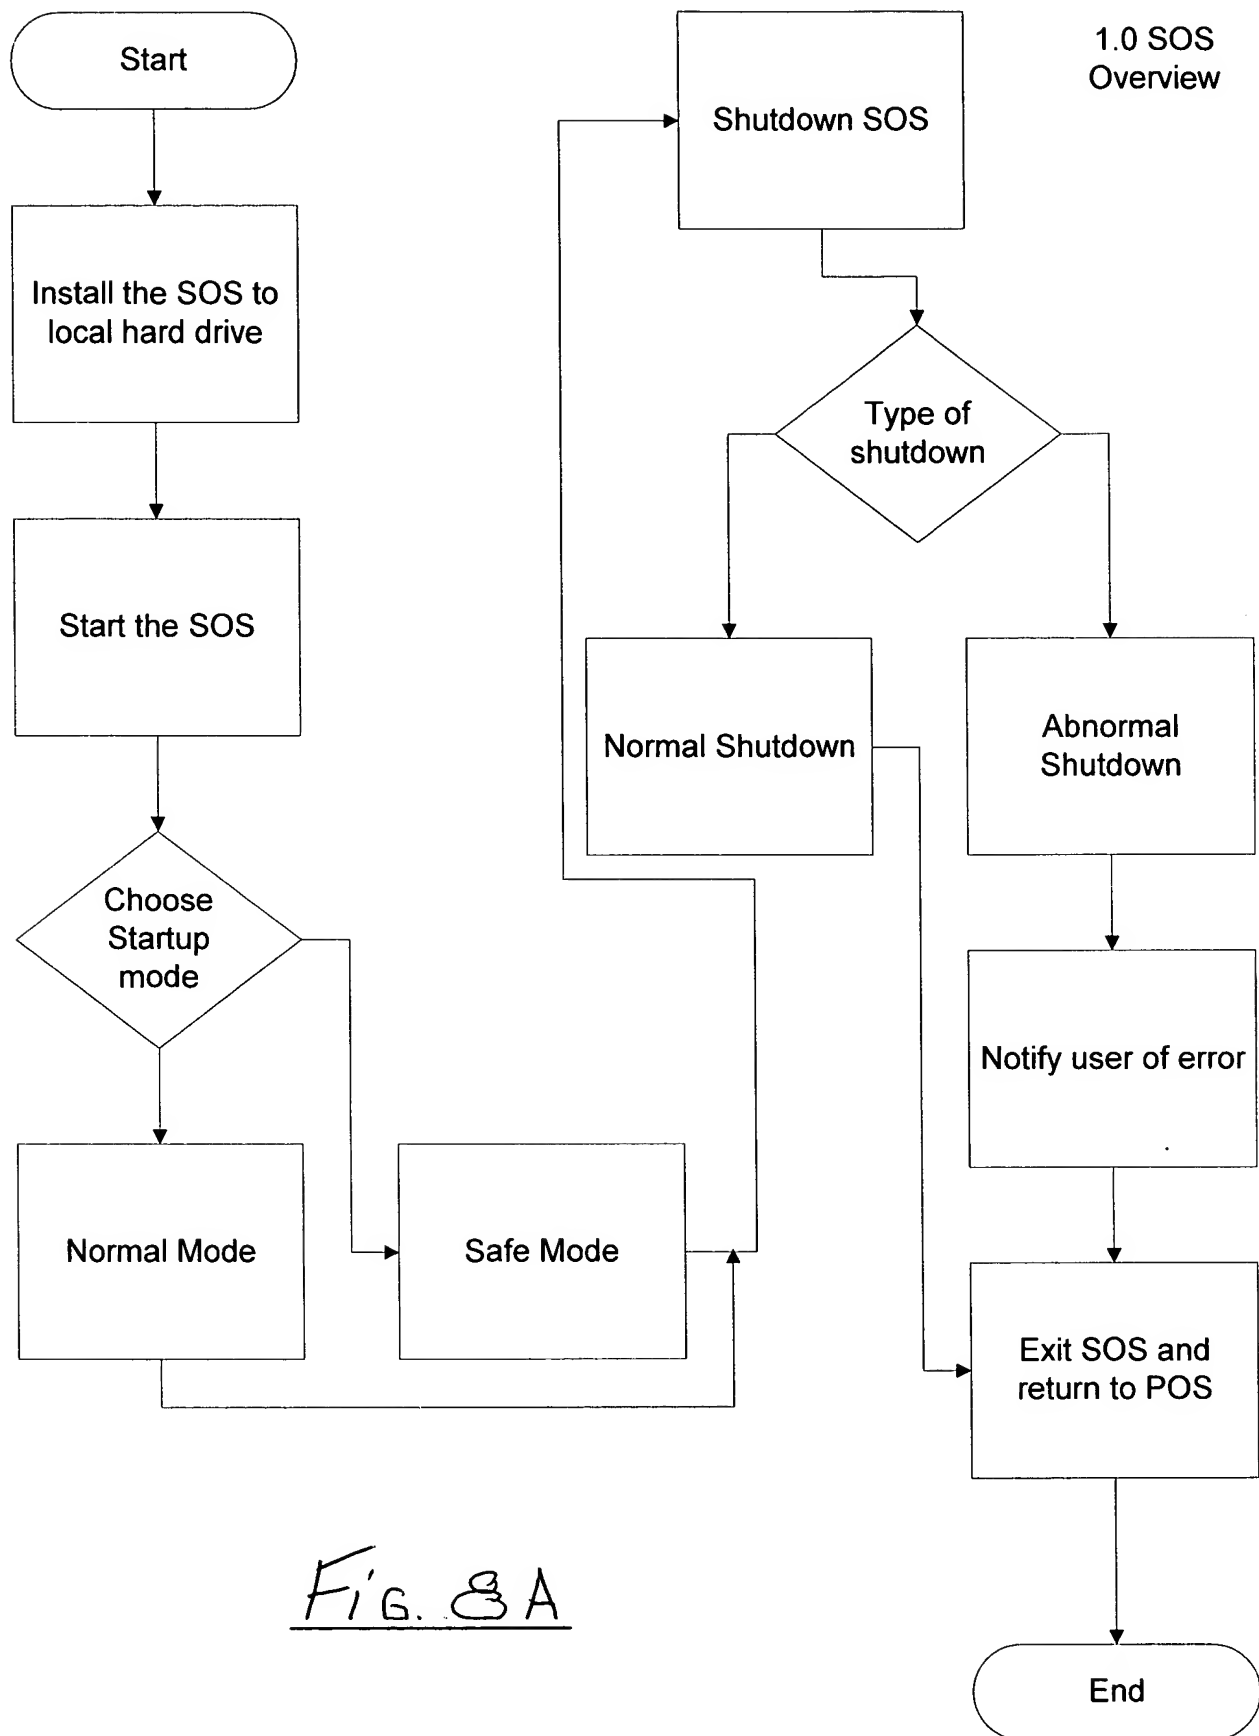 1.0 SOS
Overview
Start
Install the SOS to
local hard drive
Start the SOS
Choose
Startup
mode
Normal Mode
Safe Mode
Shutdown SOS
Type of
shutdown
Normal Shutdown
Abnormal
Shutdown
Notify user of error
Exit SOS and
return to POS
End
Fig. 8A